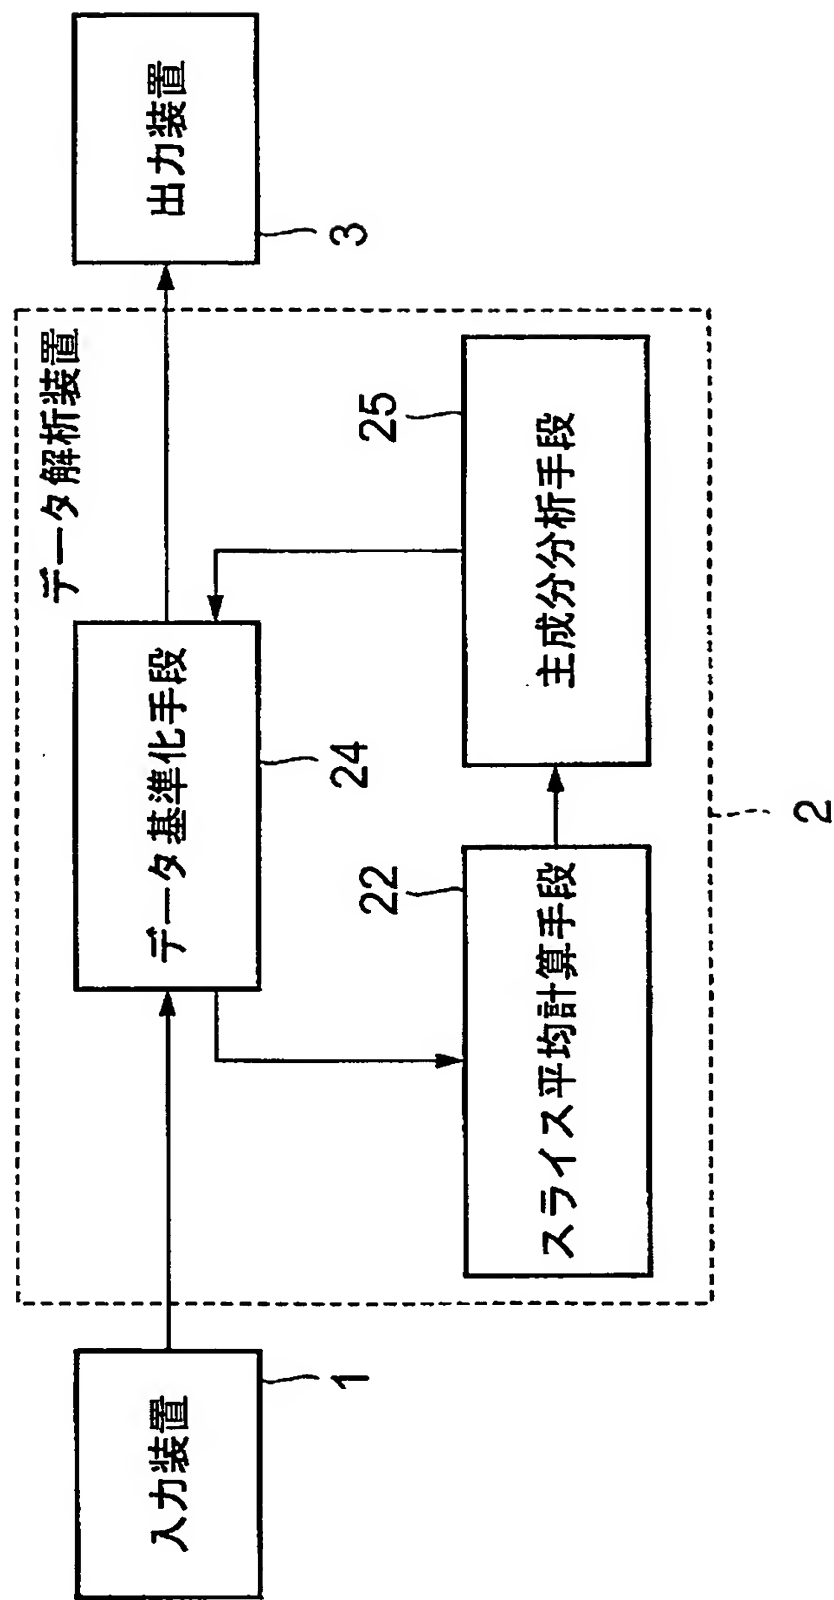 データ解析装置
入力装置
1
データ基準化手段
24
出力装置
3
スライス平均計算手段
22
主成分分析手段
25
2